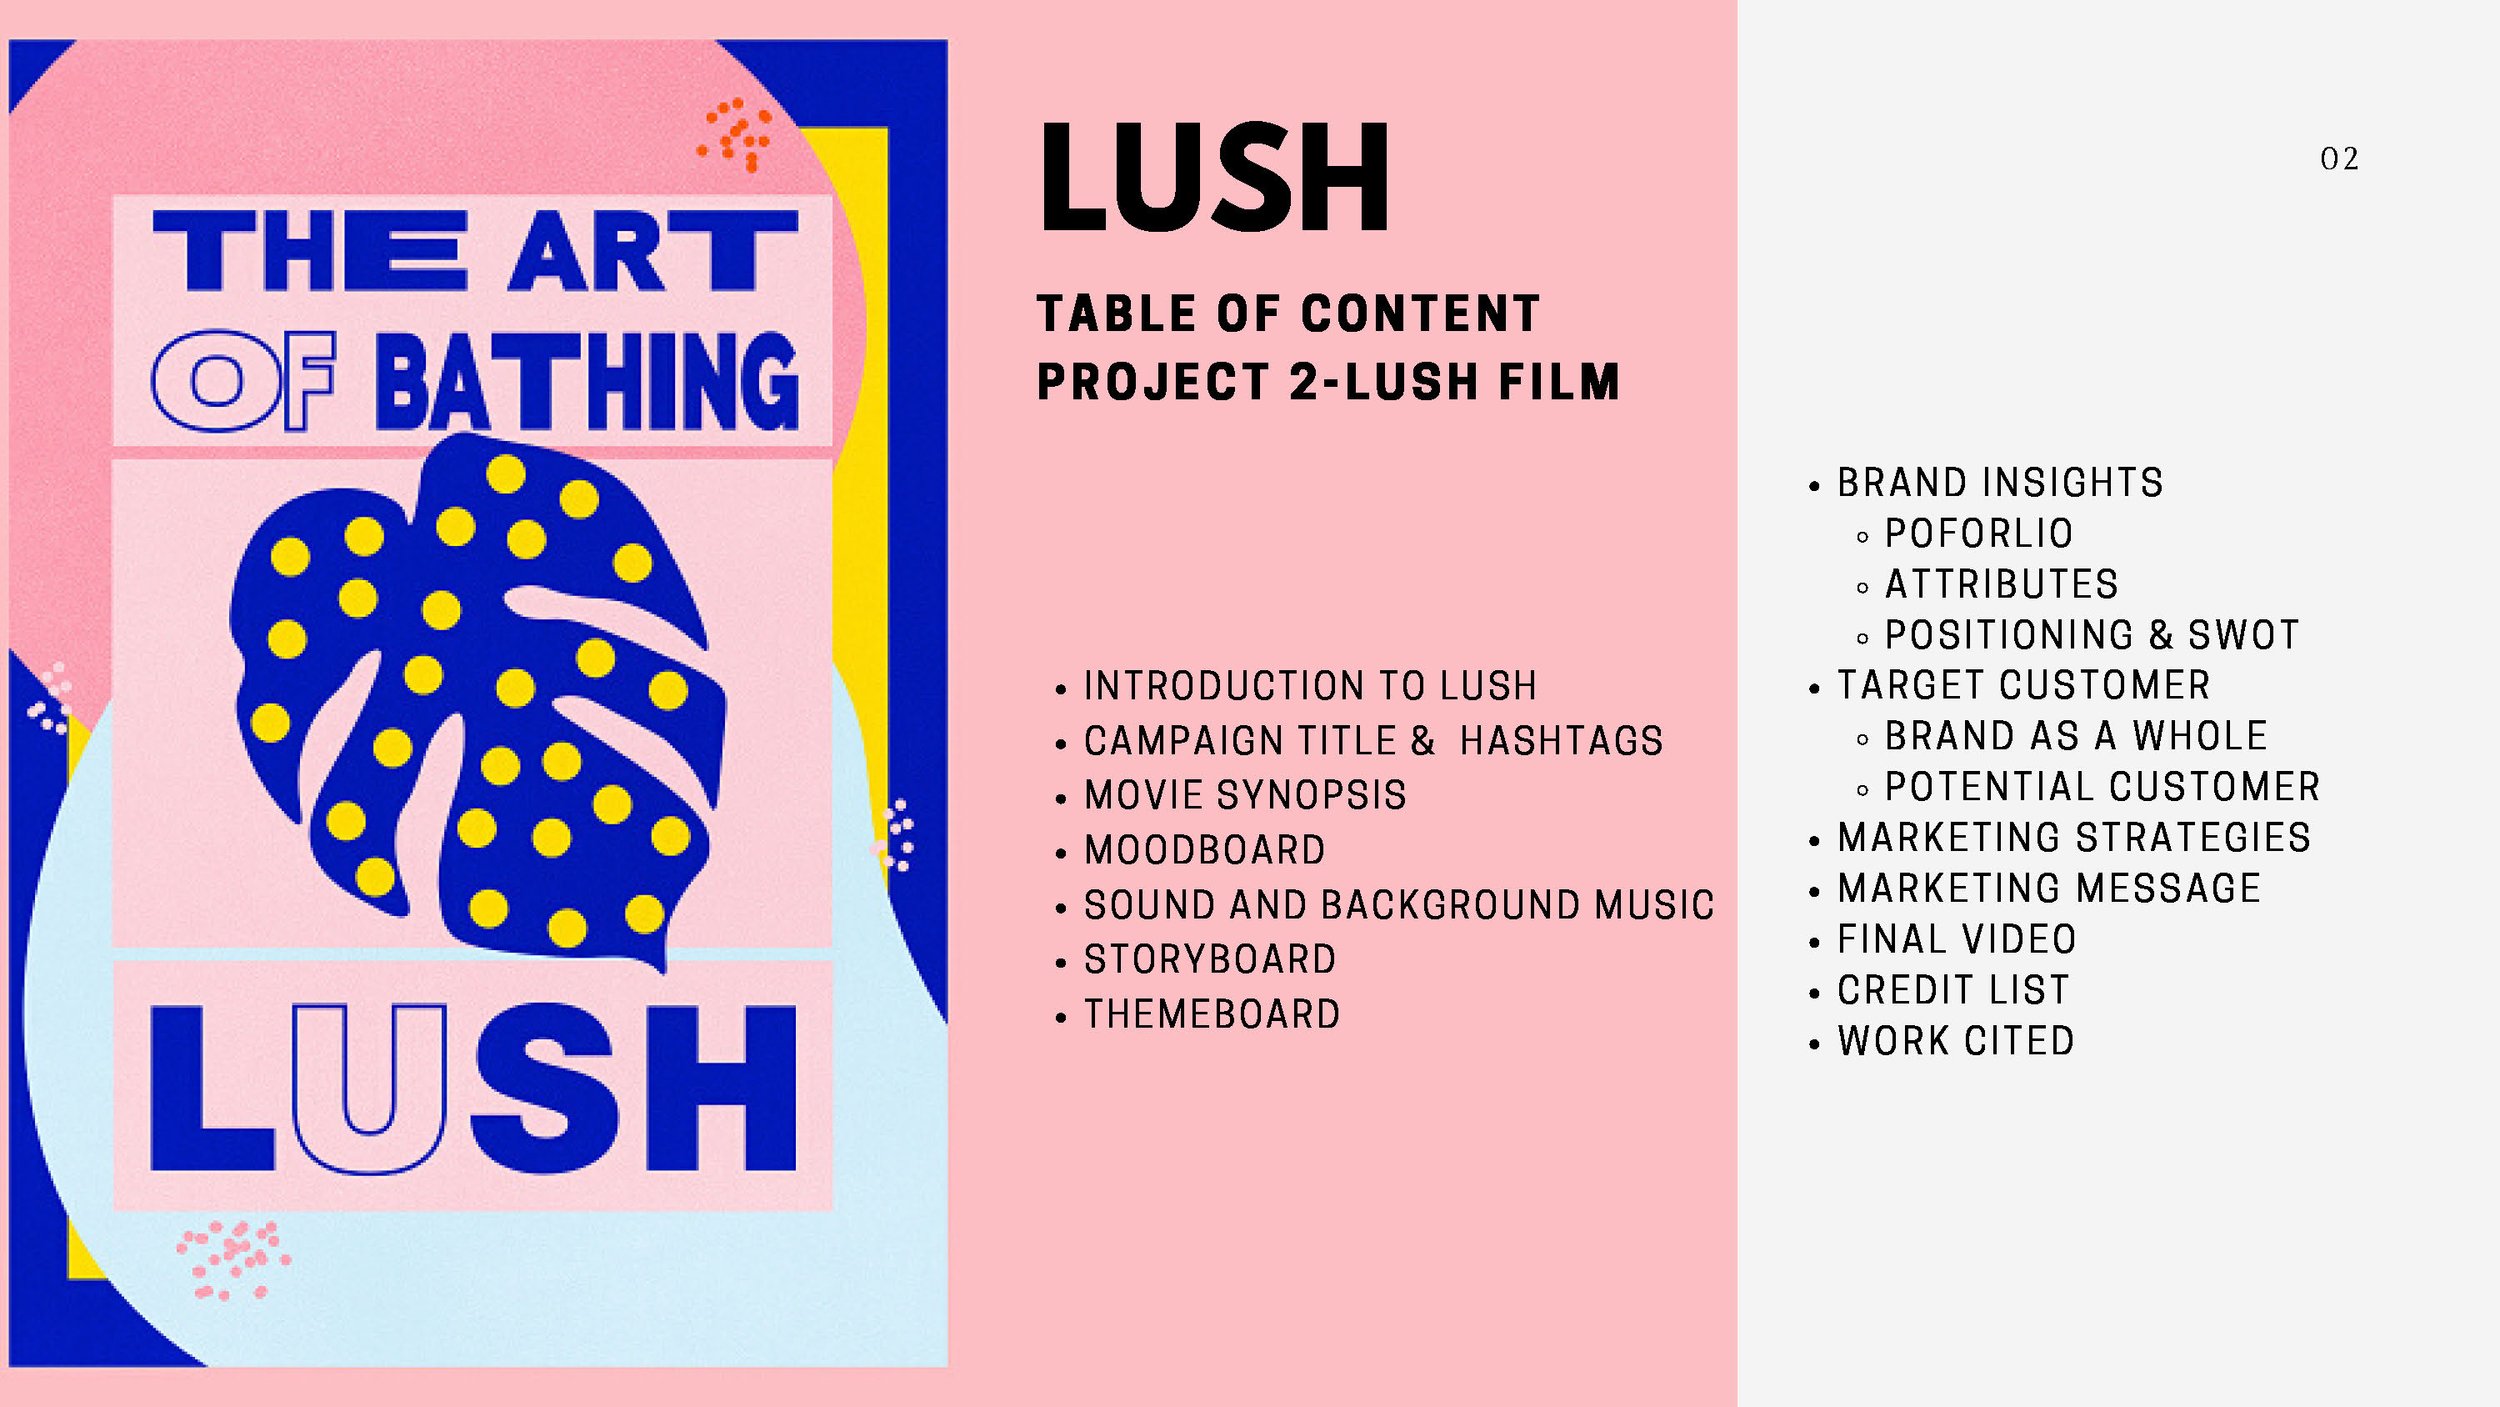 THE ART
OF BATHING
LUSH
LUSH
TABLE OF CONTENT
PROJECT 2-LUSH FILM
• INTRODUCTION TO LUSH
• CAMPAIGN TITLE & HASHTAGS
• MOVIE SYNOPSIS
• MOODBOARD
• SOUND AND BACKGROUND MUSIC
• STORYBOARD
• THEMEBOARD
02
• BRAND INSIGHTS
◦ POFORLIO
◦ ATTRIBUTES
◦ POSITIONING & SWOT
• TARGET CUSTOMER
◦ BRAND AS A WHOLE
◦ POTENTIAL CUSTOMER
• MARKETING STRATEGIES
• MARKETING MESSAGE
• FINAL VIDEO
• CREDIT LIST
• WORK CITED